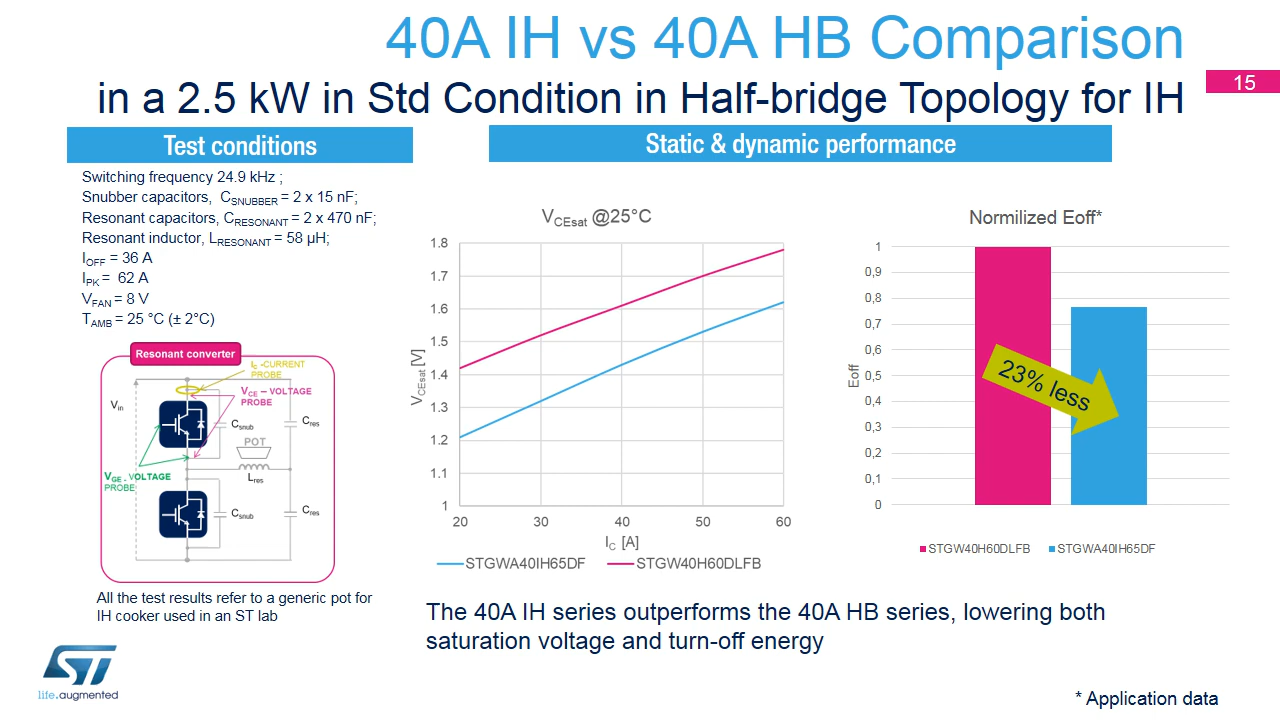 40A IH vs 40A HB Comparison
in a 2.5 kW in Std Condition in Half-bridge Topology for IH
15
Test conditions
Switching frequency 24.9 kHz ;
Snubber capacitors, CSNUBBER = 2 x 15 nF;
Resonant capacitors, CRESONANT = 2 x 470 nF;
Resonant inductor, LRESONANT = 58 µH;
IOFF = 36 A
IPK = 62 A
VFAN = 8 V
TAMB = 25 °C (± 2°C)
Resonant converter
IC -CURRENT
PROBE
VCE – VOLTAGE
PROBE
Vin
Csnub
Cres
POT
VGE - VOLTAGE
PROBE
Lres
Csnub
Cres
All the test results refer to a generic pot for
IH cooker used in an ST lab
Static & dynamic performance
VCEsat @25°C
1.8
1.7
1.6
1.5
1.4
1.3
1.2
1.1
1
VCEsat [V]
20 30 40 50 60
IC [A]
STGWA40IH65DF STGW40H60DLFB
Normilized Eoff*
1
0,9
0,8
0,7
0,6
0,5
0,4
0,3
0,2
0,1
0
Eoff
23% less
STGW40H60DLFB STGWA40IH65DF
The 40A IH series outperforms the 40A HB series, lowering both
saturation voltage and turn-off energy
ST
life.augmented
* Application data